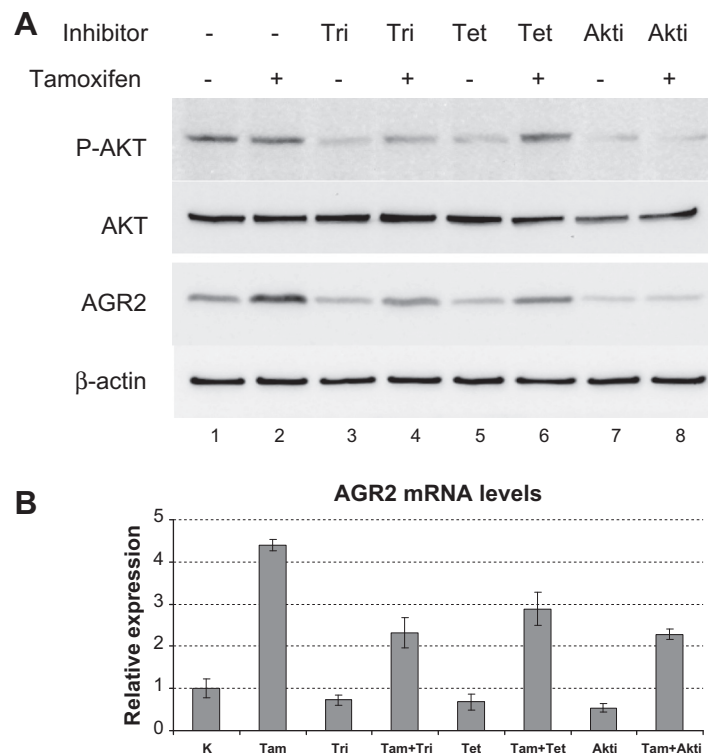 A Inhibitor - - Tri Tri Tet Tet Akti Akti
Tamoxifen - + - + - + - +
P-AKT
AKT
AGR2
β-actin
1 2 3 4 5 6 7 8
B
AGR2 mRNA levels
Relative expression
5
4
3
2
1
0
K Tam Tri Tam+Tri Tet Tam+Tet Akti Tam+Akti